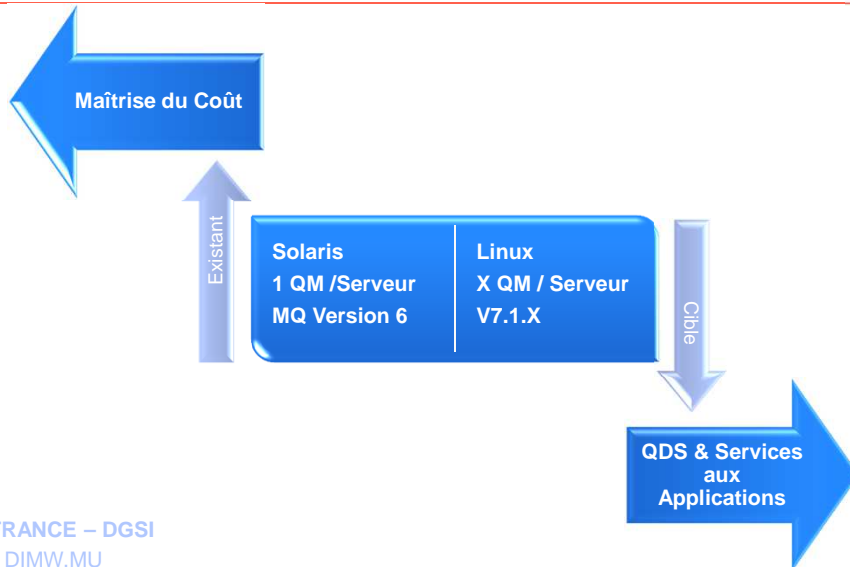 Maîtrise du Coût
Existant
Solaris
1 QM /Serveur
MQ Version 6
Linux
X QM / Serveur
V7.1.X
Cible
QDS & Services
aux
Applications
RANCE – DGSI
DIMW.MU